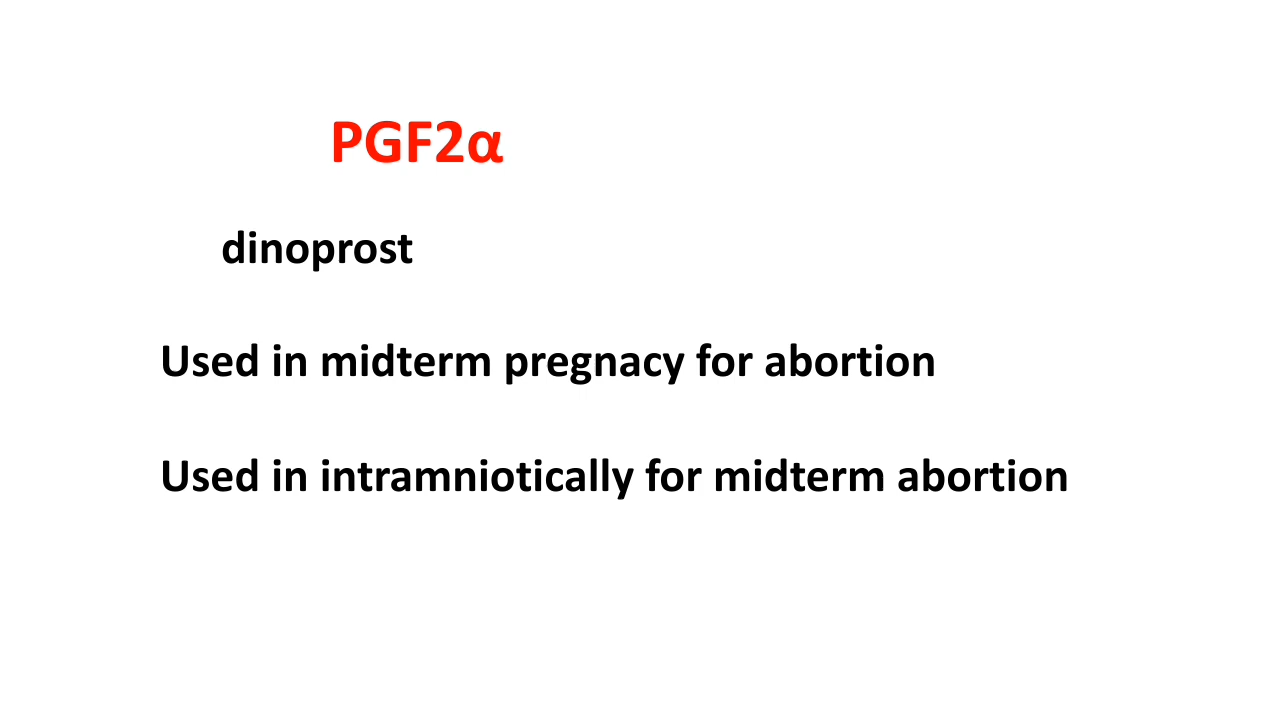 PGF2α
dinoprost
Used in midterm pregnacy for abortion
Used in intramniotically for midterm abortion